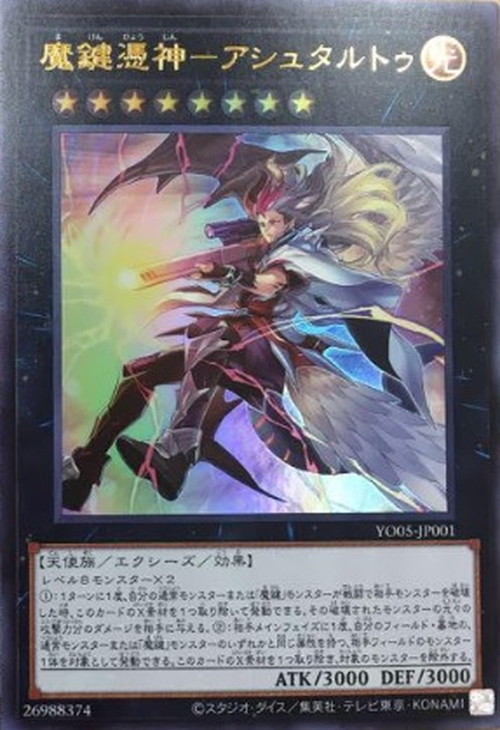 魔鍵憑神－アシュタルトゥ
光
YO05-JP001
【天使族／エクシーズ／効果】
レベル8モンスター×2
①：1ターンに1度、自分の通常モンスターまたは「魔鍵」モンスターが戦闘で相手モンスターを破壊
した時、このカードのX素材を1つ取り除いて発動できる。その破壊されたモンスターの元々の
攻撃力分のダメージを相手に与える。②：相手メインフェイズに1度、自分のフィールド・墓地の、
通常モンスターまたは「魔鍵」モンスターのいずれかと同じ属性を持つ、相手フィールドのモンスター
1体を対象として発動できる。このカードのX素材を1つ取り除き、対象のモンスターを除外する。
ATK/3000 DEF/3000
26988374
©スタジオ・ダイス／集英社・テレビ東京・KONAMI